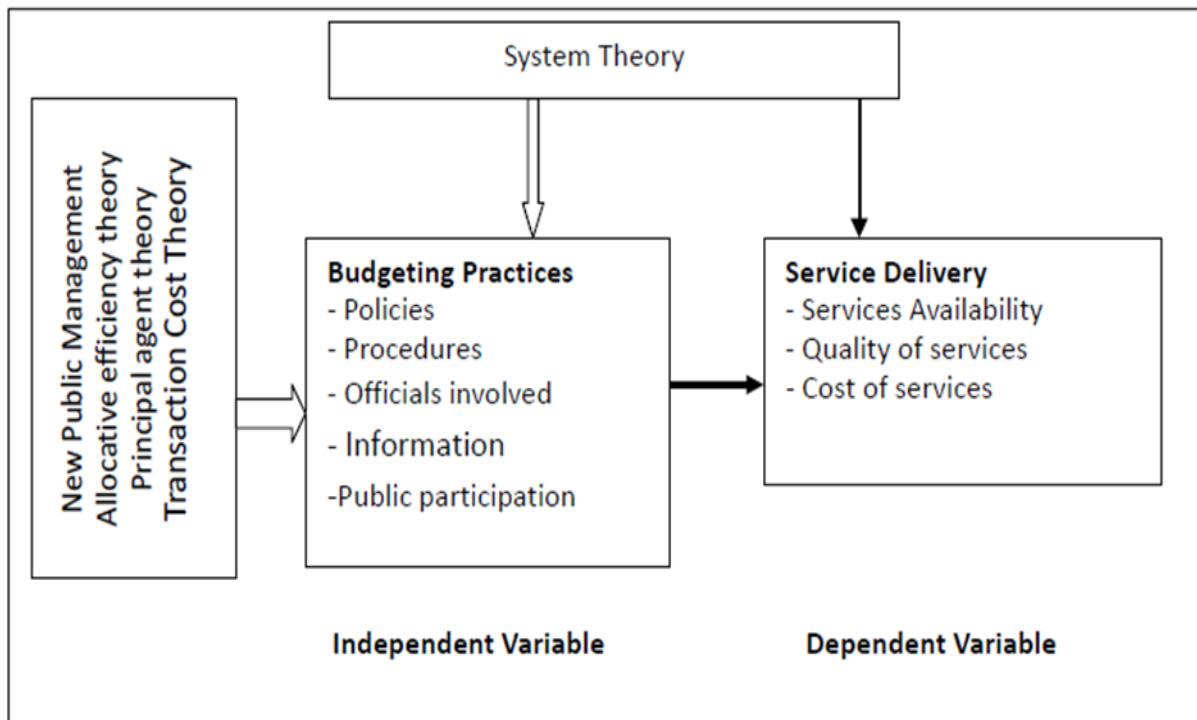 System Theory
New Public Management
Allocative efficiency theory
Principal agent theory
Transaction Cost Theory
Budgeting Practices
- Policies
- Procedures
- Officials involved
- Information
-Public participation
Service Delivery
- Services Availability
- Quality of services
- Cost of services
Independent Variable
Dependent Variable